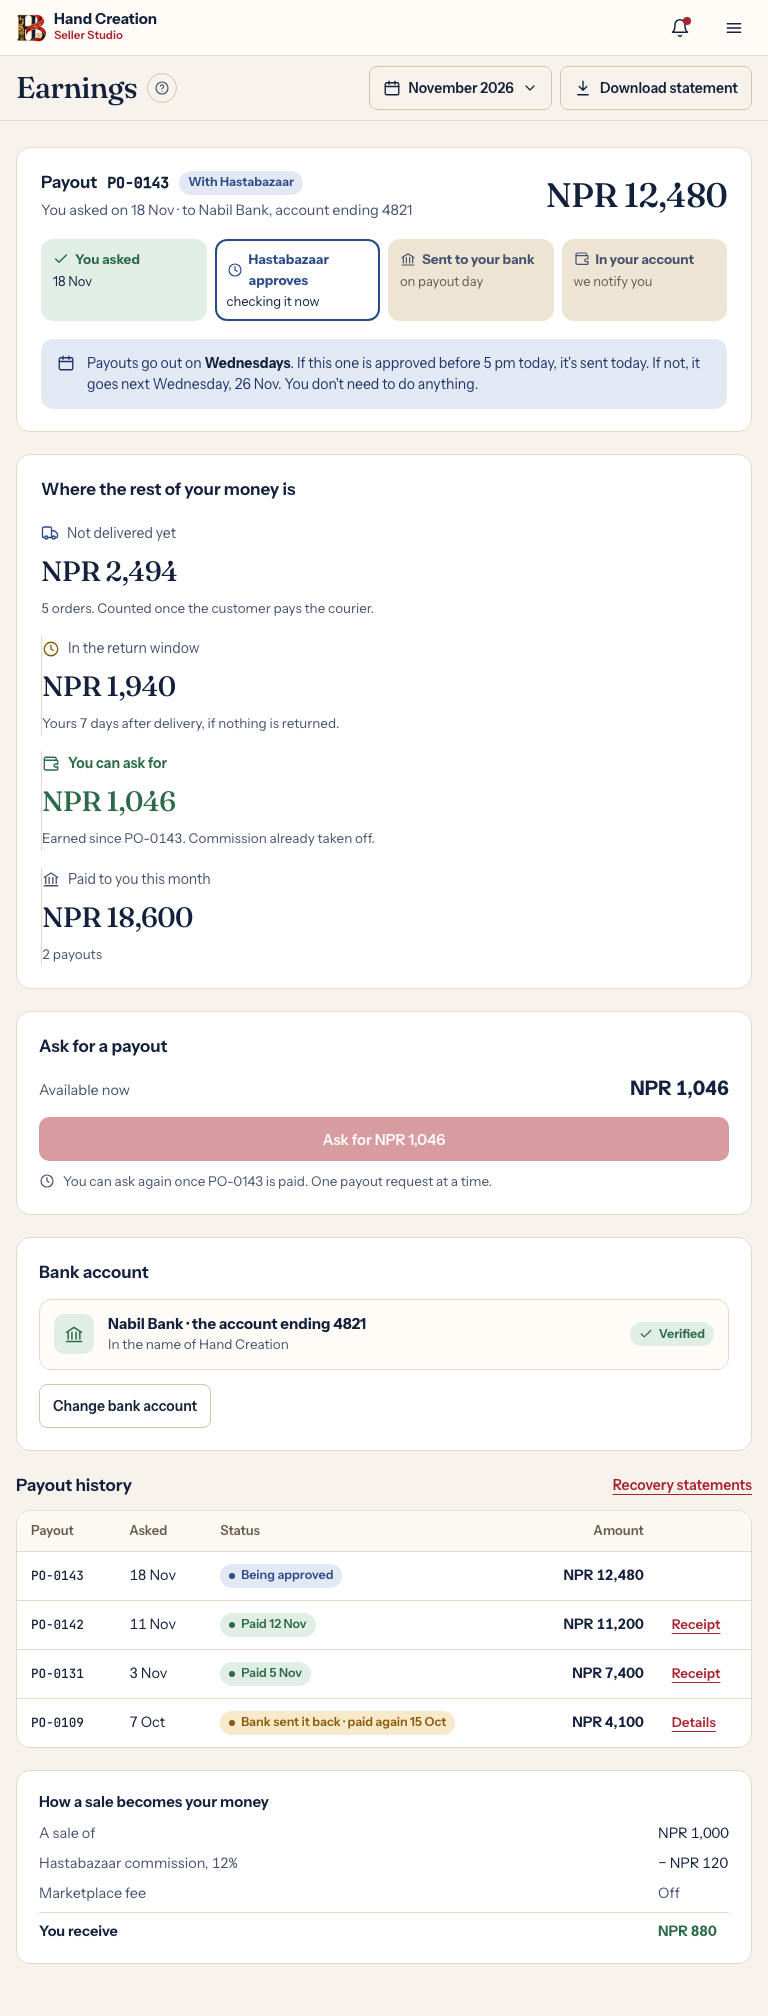 Hand Creation
Seller Studio
Earnings
November 2026
Download statement
Payout PO-0143 With Hastabazaar
NPR 12,480
You asked on 18 Nov · to Nabil Bank, account ending 4821
You asked
18 Nov
Hastabazaar
approves
checking it now
Sent to your bank
on payout day
In your account
we notify you
Payouts go out on Wednesdays. If this one is approved before 5 pm today, it's sent today. If not, it
goes next Wednesday, 26 Nov. You don't need to do anything.
Where the rest of your money is
Not delivered yet
NPR 2,494
5 orders. Counted once the customer pays the courier.
In the return window
NPR 1,940
Yours 7 days after delivery, if nothing is returned.
You can ask for
NPR 1,046
Earned since PO-0143. Commission already taken off.
Paid to you this month
NPR 18,600
2 payouts
Ask for a payout
Available now NPR 1,046
Ask for NPR 1,046
You can ask again once PO-0143 is paid. One payout request at a time.
Bank account
Nabil Bank · the account ending 4821
In the name of Hand Creation
Verified
Change bank account
Payout history Recovery statements
Payout Asked Status Amount
PO-0143 18 Nov Being approved NPR 12,480
PO-0142 11 Nov Paid 12 Nov NPR 11,200 Receipt
PO-0131 3 Nov Paid 5 Nov NPR 7,400 Receipt
PO-0109 7 Oct Bank sent it back · paid again 15 Oct NPR 4,100 Details
How a sale becomes your money
A sale of NPR 1,000
Hastabazaar commission, 12% − NPR 120
Marketplace fee Off
You receive NPR 880